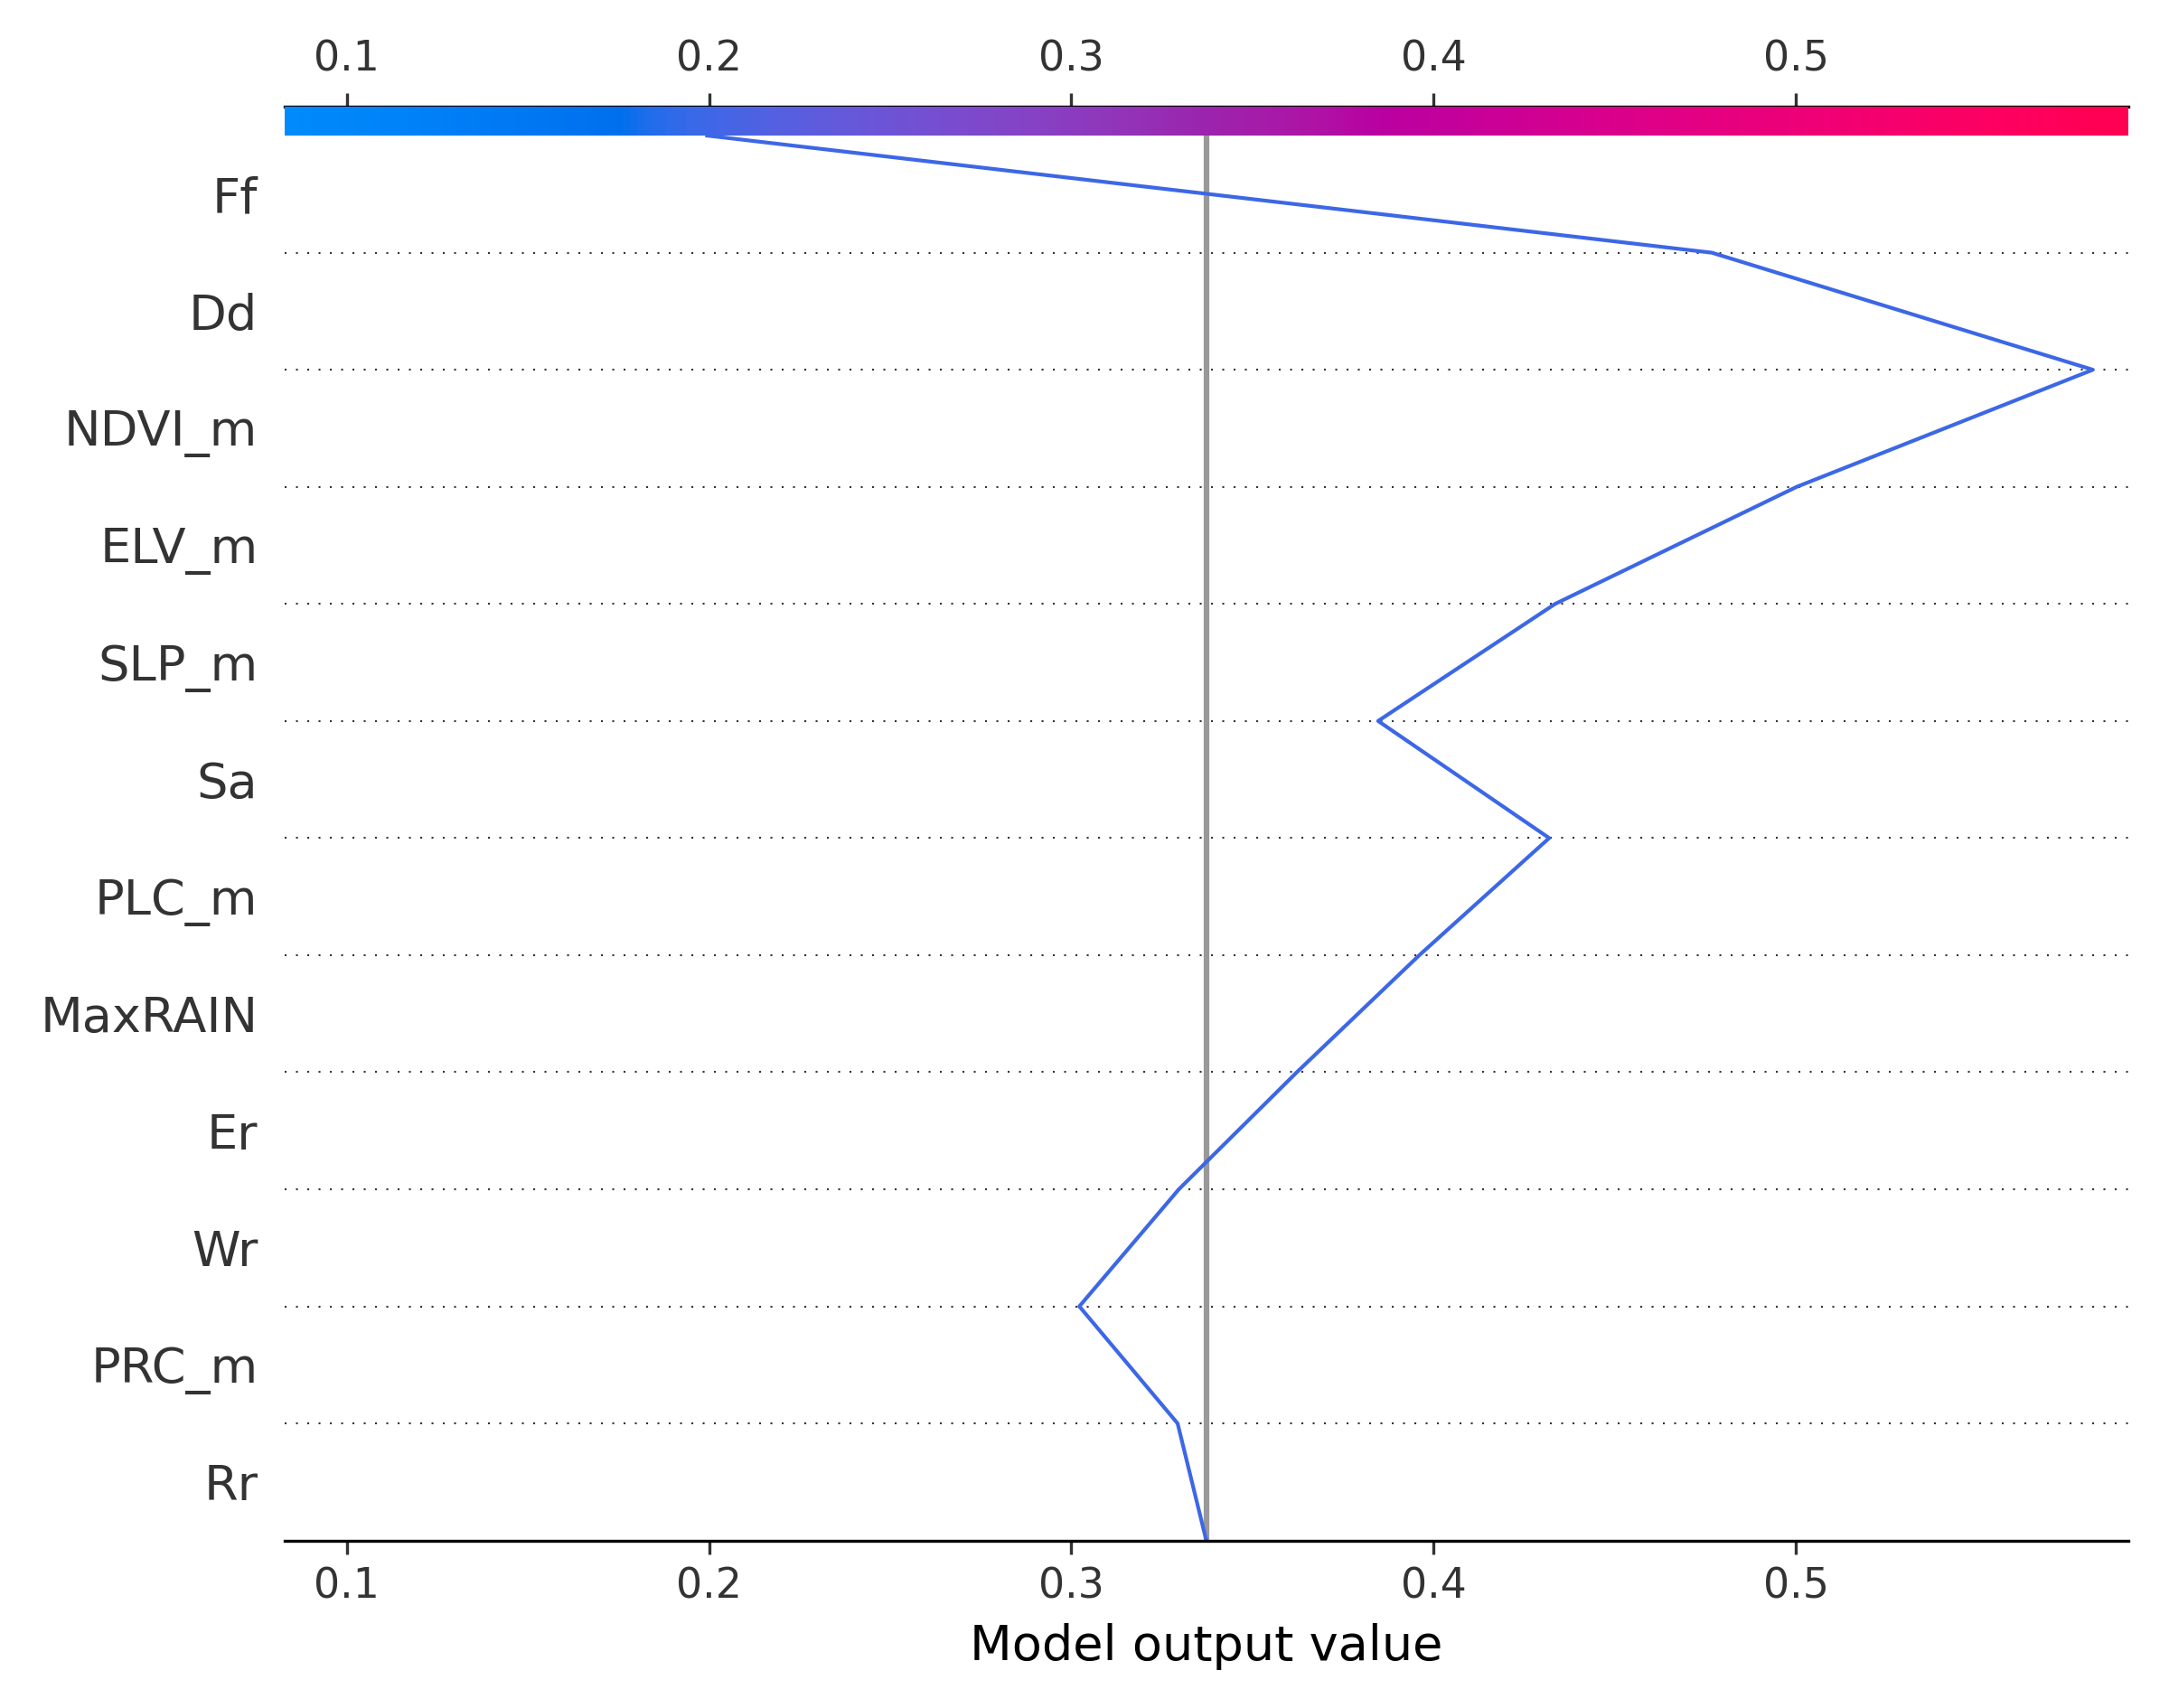 0.1 0.2 0.3 0.4 0.5
Ff
Dd
NDVI_m
ELV_m
SLP_m
Sa
PLC_m
MaxRAIN
Er
Wr
PRC_m
Rr
0.1 0.2 0.3 0.4 0.5
Model output value